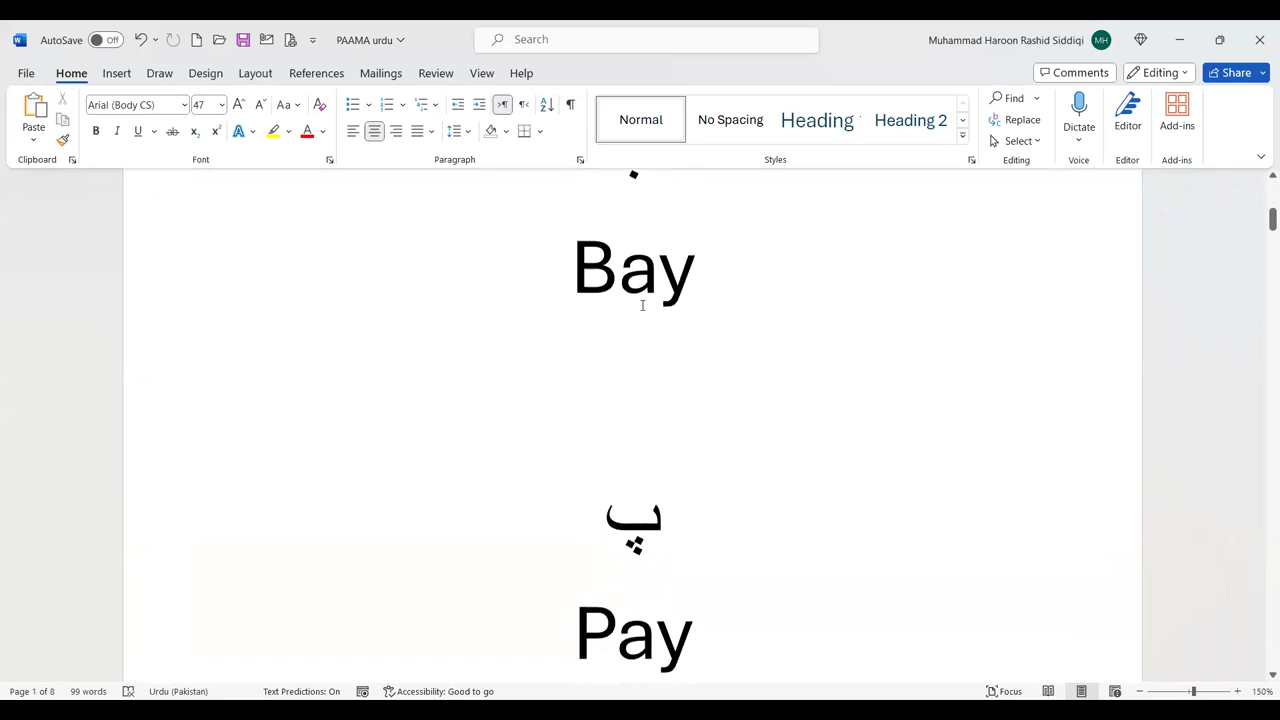 AutoSave Off
PAAMA urdu
Search
Muhammad Haroon Rashid Siddiqi MH
File Home Insert Draw Design Layout References Mailings Review View Help
Comments Editing Share
Paste
Clipboard
Arial (Body CS) 47
Font
Paragraph
Normal No Spacing Heading Heading 2
Styles
Find
Replace
Select
Editing
Dictate
Voice
Editor
Editor
Add-ins
Add-ins
Bay
پ
Pay
Page 1 of 8 99 words Urdu (Pakistan) Text Predictions: On Accessibility: Good to go Focus 150%